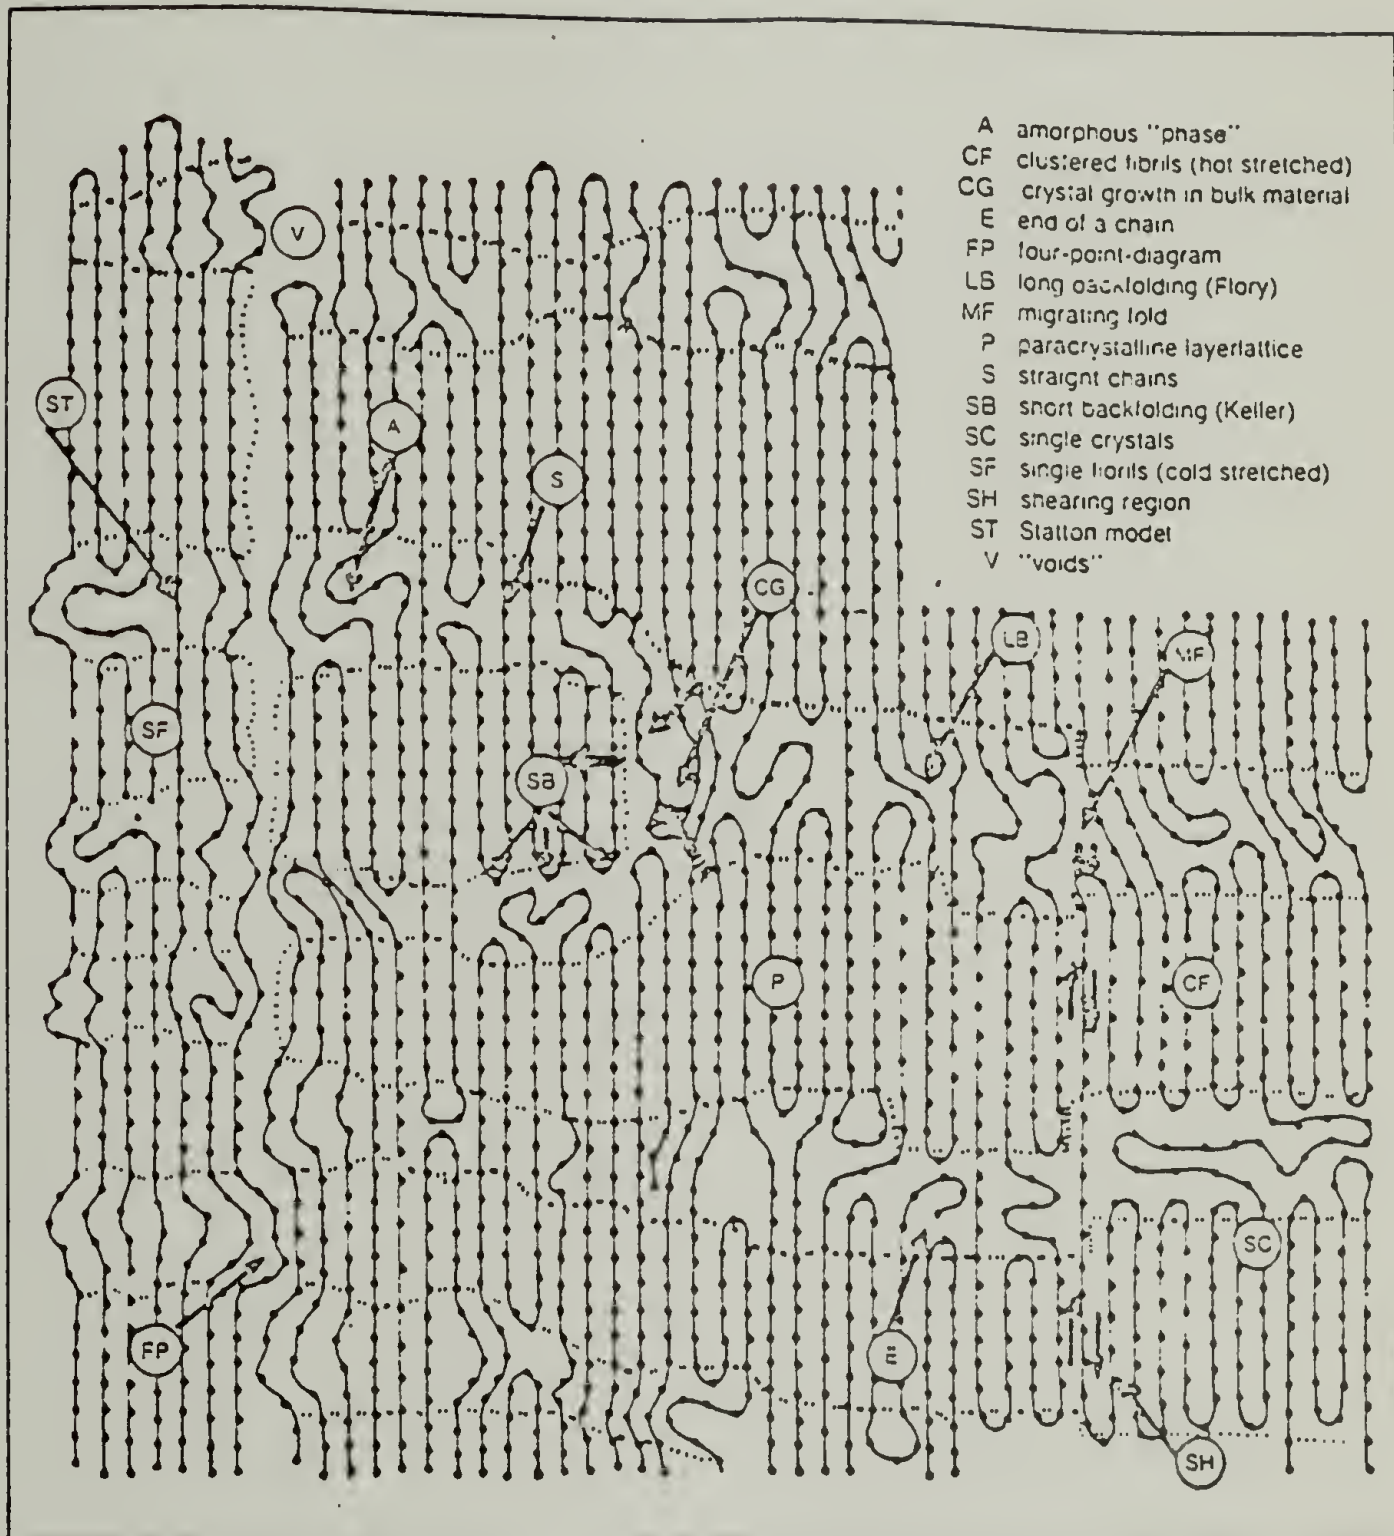 A amorphous "phase"
CF clustered fibrils (hot stretched)
CG crystal growth in bulk material
E end of a chain
FP four-point-diagram
LB long backfolding (Flory)
MF migrating fold
P paracrystalline layerlattice
S straight chains
SB short backfolding (Keller)
SC single crystals
SF single fibrils (cold stretched)
SH shearing region
ST Statton model
V "voids"
V
ST
A
S
CG
LB
MF
SF
SB
P
CF
SC
FP
E
SH